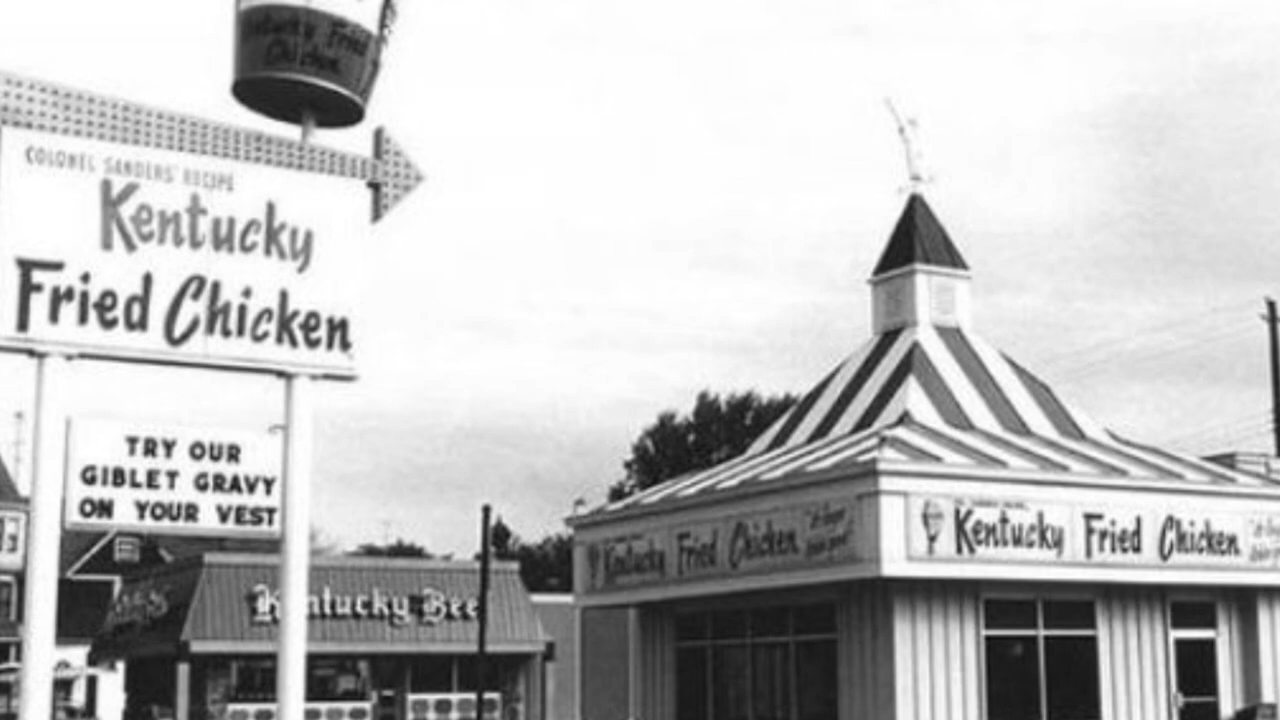 Kentucky Fried
Chicken
COLONEL SANDERS' RECIPE
Kentucky
Fried Chicken
TRY OUR
GIBLET GRAVY
ON YOUR VEST
Kentucky Bee
Kentucky Fried Chicken
Kentucky Fried Chicken